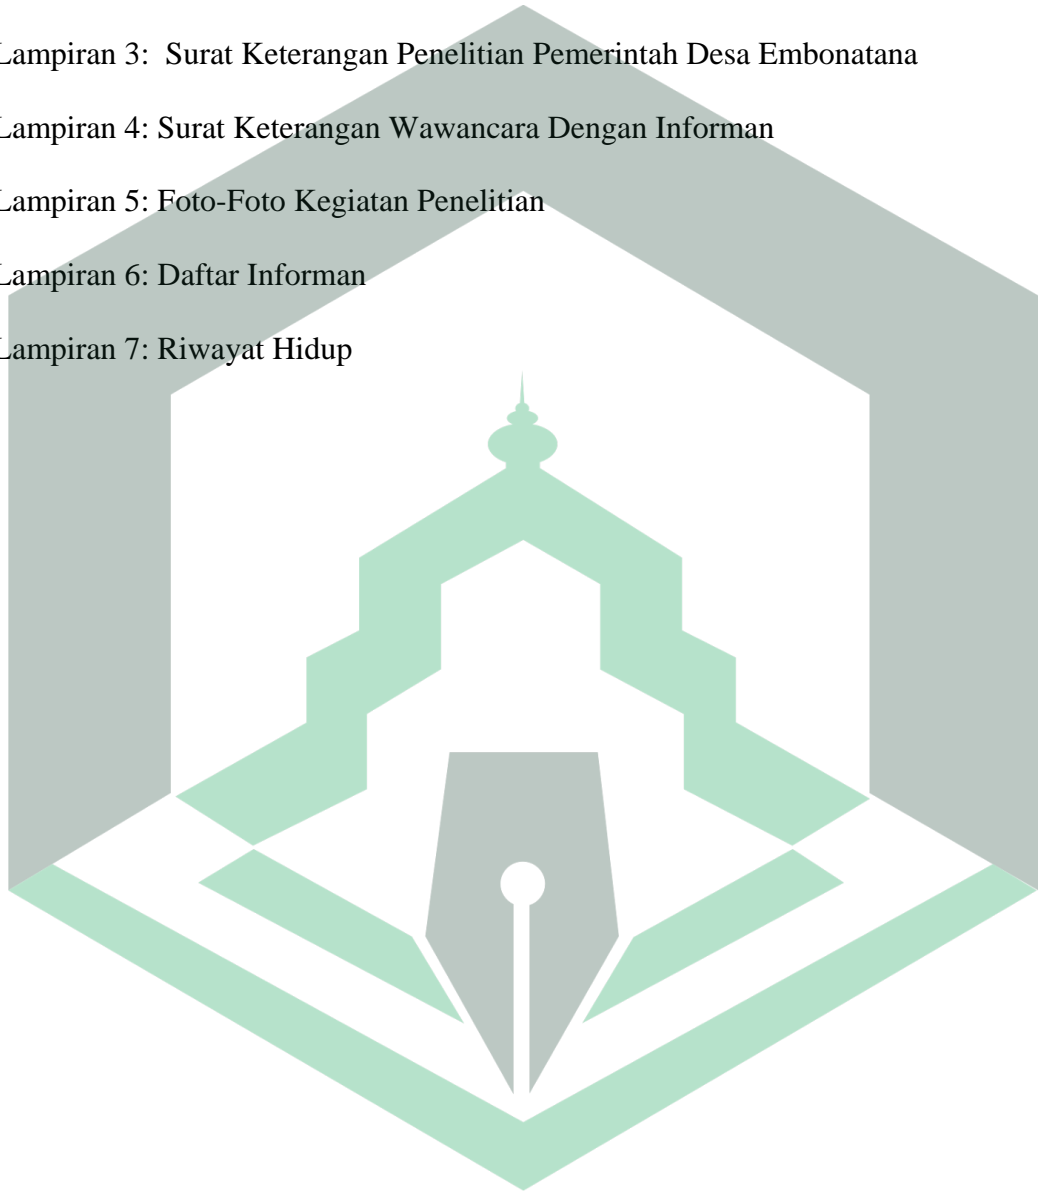 Lampiran 3:  Surat Keterangan Penelitian Pemerintah Desa Embonatana
Lampiran 4: Surat Keterangan Wawancara Dengan Informan
Lampiran 5: Foto-Foto Kegiatan Penelitian
Lampiran 6: Daftar Informan
Lampiran 7: Riwayat Hidup